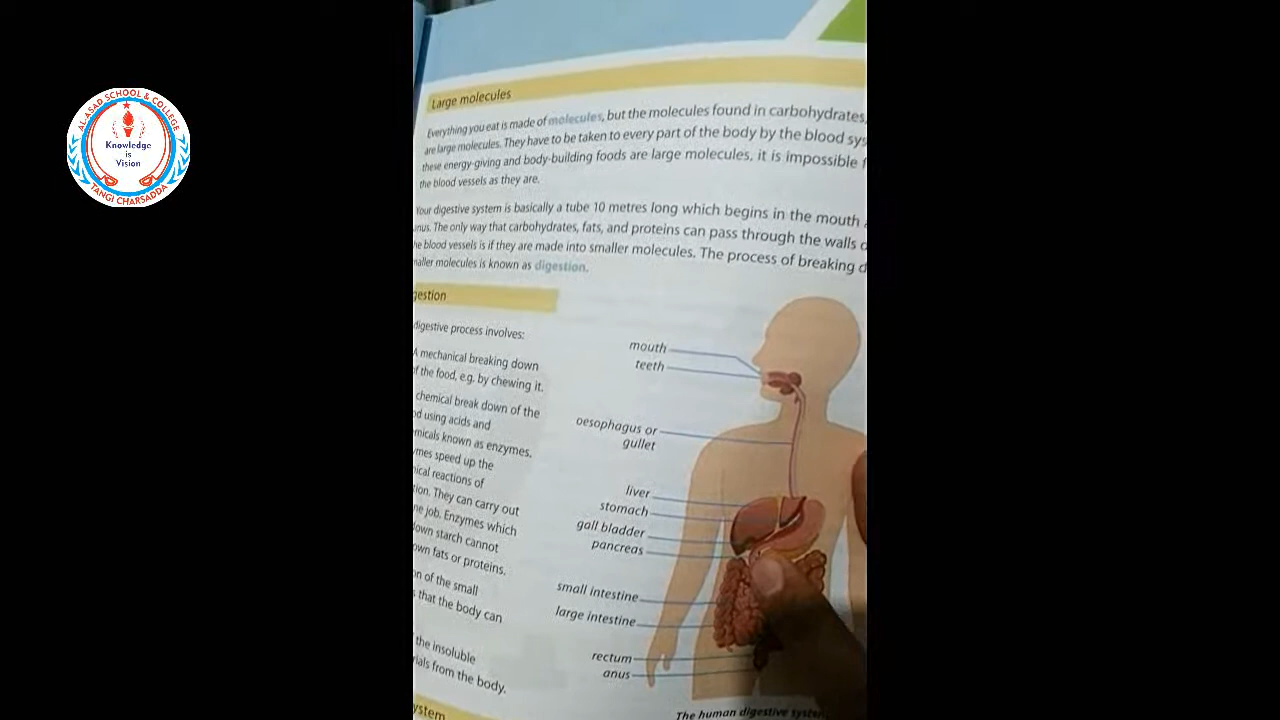 AL-ASAD SCHOOL & COLLEGE
Knowledge
is
Vision
TANGI CHARSADDA
Large molecules
Everything you eat is made of molecules, but the molecules found in carbohydrates,
are large molecules. They have to be taken to every part of the body by the blood sys
these energy-giving and body-building foods are large molecules, it is impossible f
the blood vessels as they are.
Your digestive system is basically a tube 10 metres long which begins in the mouth
nus. The only way that carbohydrates, fats, and proteins can pass through the walls o
he blood vessels is if they are made into smaller molecules. The process of breaking d
maller molecules is known as digestion.
gestion
digestive process involves:
A mechanical breaking down
of the food, e.g. by chewing it.
chemical break down of the
od using acids and
emicals known as enzymes.
ymes speed up the
ical reactions of
tion. They can carry out
ne job. Enzymes which
down starch cannot
own fats or proteins.
n of the small
s that the body can
the insoluble
ials from the body.
ystem
mouth
teeth
oesophagus or
gullet
liver
stomach
gall bladder
pancreas
small intestine
large intestine
rectum
anus
The human digestive system